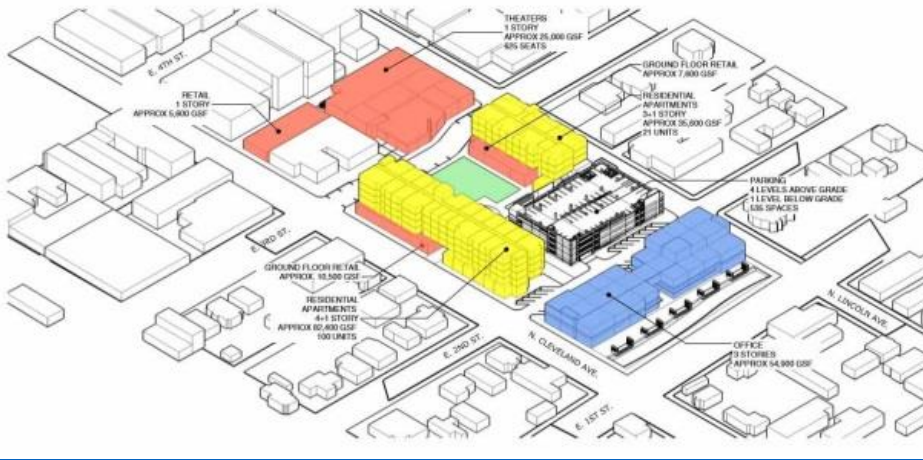 THEATERS
1 STORY
APPROX 25,000 GSF
625 SEATS
E. 4TH ST.
RETAIL
1 STORY
APPROX 5,600 GSF
GROUND FLOOR RETAIL
APPROX 7,600 GSF
RESIDENTIAL
APARTMENTS
3+1 STORY
APPROX 35,600 GSF
21 UNITS
PARKING
4 LEVELS ABOVE GRADE
1 LEVEL BELOW GRADE
535 SPACES
E. 3RD ST.
GROUND FLOOR RETAIL
APPROX. 10,500 GSF
RESIDENTIAL
APARTMENTS
4+1 STORY
APPROX 82,400 GSF
100 UNITS
E. 2ND ST.
N. CLEVELAND AVE.
N. LINCOLN AVE.
OFFICE
3 STORIES
APPROX 54,900 GSF
E. 1ST ST.